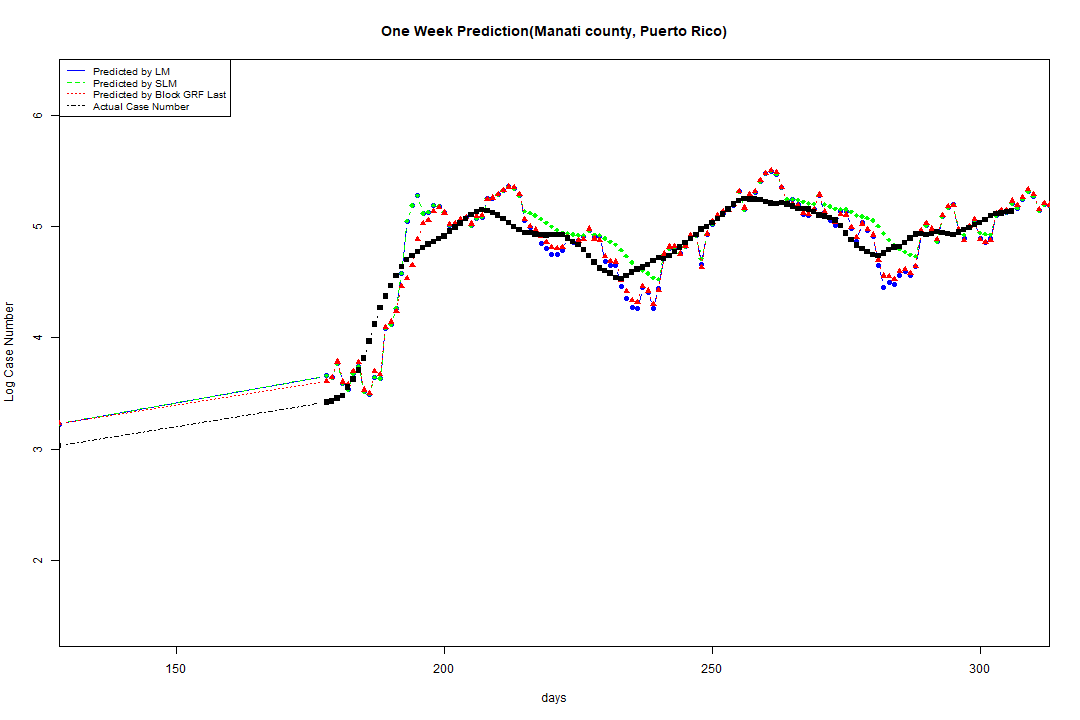 One Week Prediction(Manati county, Puerto Rico)
Predicted by LM
Predicted by SLM
Predicted by Block GRF Last
Actual Case Number
6
5
4
3
2
Log Case Number
150 200 250 300
days